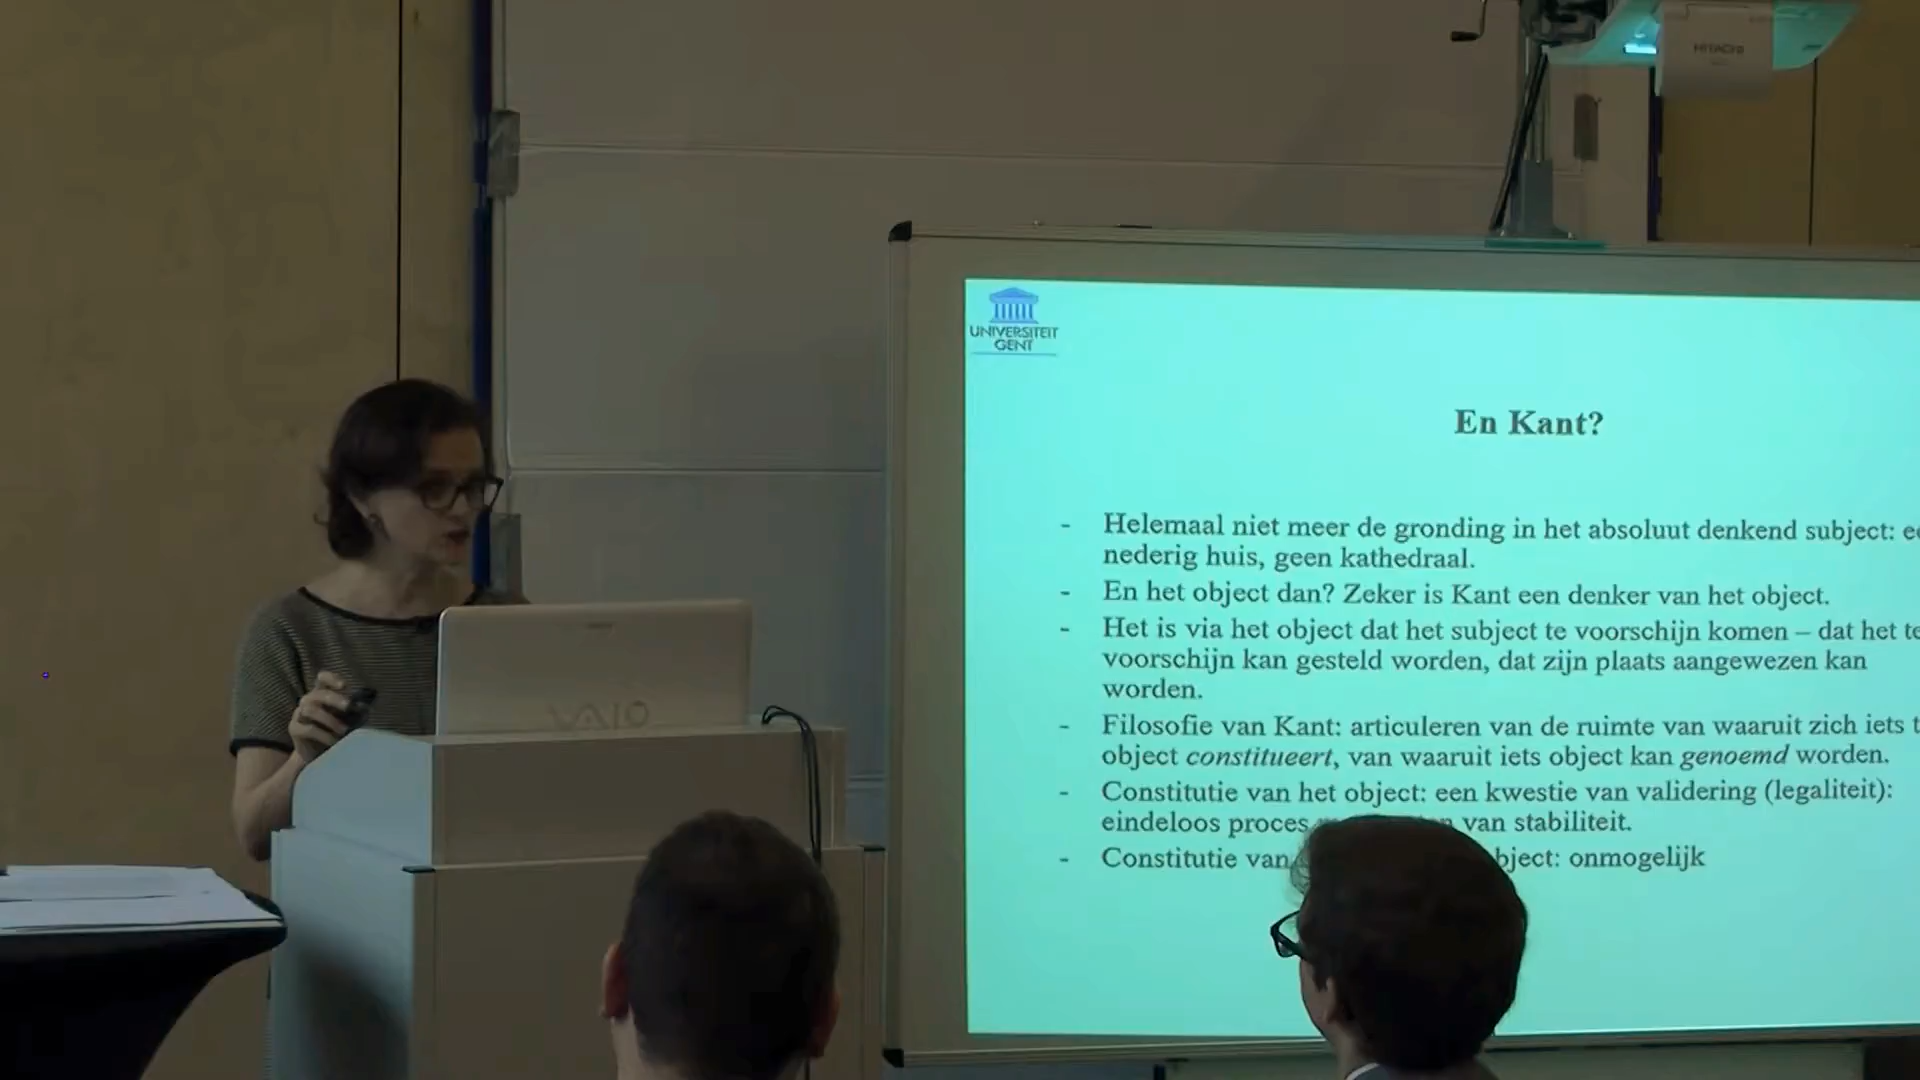 HITACHI
UNIVERSITEIT
GENT
En Kant?
- Helemaal niet meer de gronding in het absoluut denkend subject:
nederig huis, geen kathedraal.
- En het object dan? Zeker is Kant een denker van het object.
- Het is via het object dat het subject te voorschijn komen – dat het
voorschijn kan gesteld worden, dat zijn plaats aangewezen kan
worden.
- Filosofie van Kant: articuleren van de ruimte van waaruit zich iets
object constitueert, van waaruit iets object kan genoemd worden.
- Constitutie van het object: een kwestie van validering (legaliteit):
eindeloos proces van stabiliteit.
- Constitutie van onmogelijk
VAIO